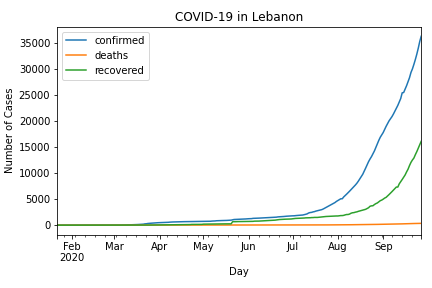 COVID-19 in Lebanon
confirmed
deaths
recovered
Number of Cases
35000
30000
25000
20000
15000
10000
5000
0
Feb Mar Apr May Jun Jul Aug Sep
2020
Day